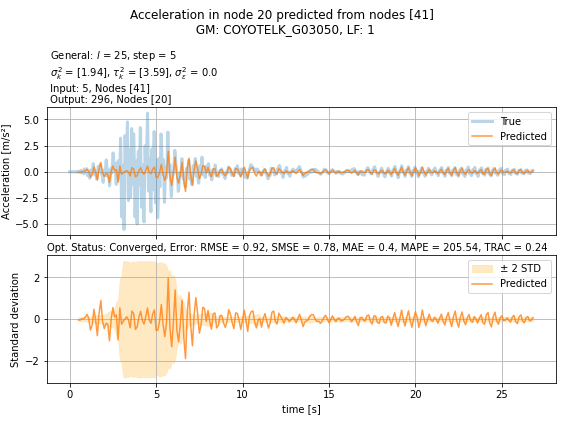 Acceleration in node 20 predicted from nodes [41]
GM: COYOTELK_G03050, LF: 1
General: l = 25, step = 5
σ²ₖ = [1.94], τ²ₖ = [3.59], σ²ε = 0.0
Input: 5, Nodes [41]
Output: 296, Nodes [20]
Acceleration [m/s²]
5.0
2.5
0.0
−2.5
−5.0
True
Predicted
Opt. Status: Converged, Error: RMSE = 0.92, SMSE = 0.78, MAE = 0.4, MAPE = 205.54, TRAC = 0.24
Standard deviation
2
0
−2
± 2 STD
Predicted
0 5 10 15 20 25
time [s]